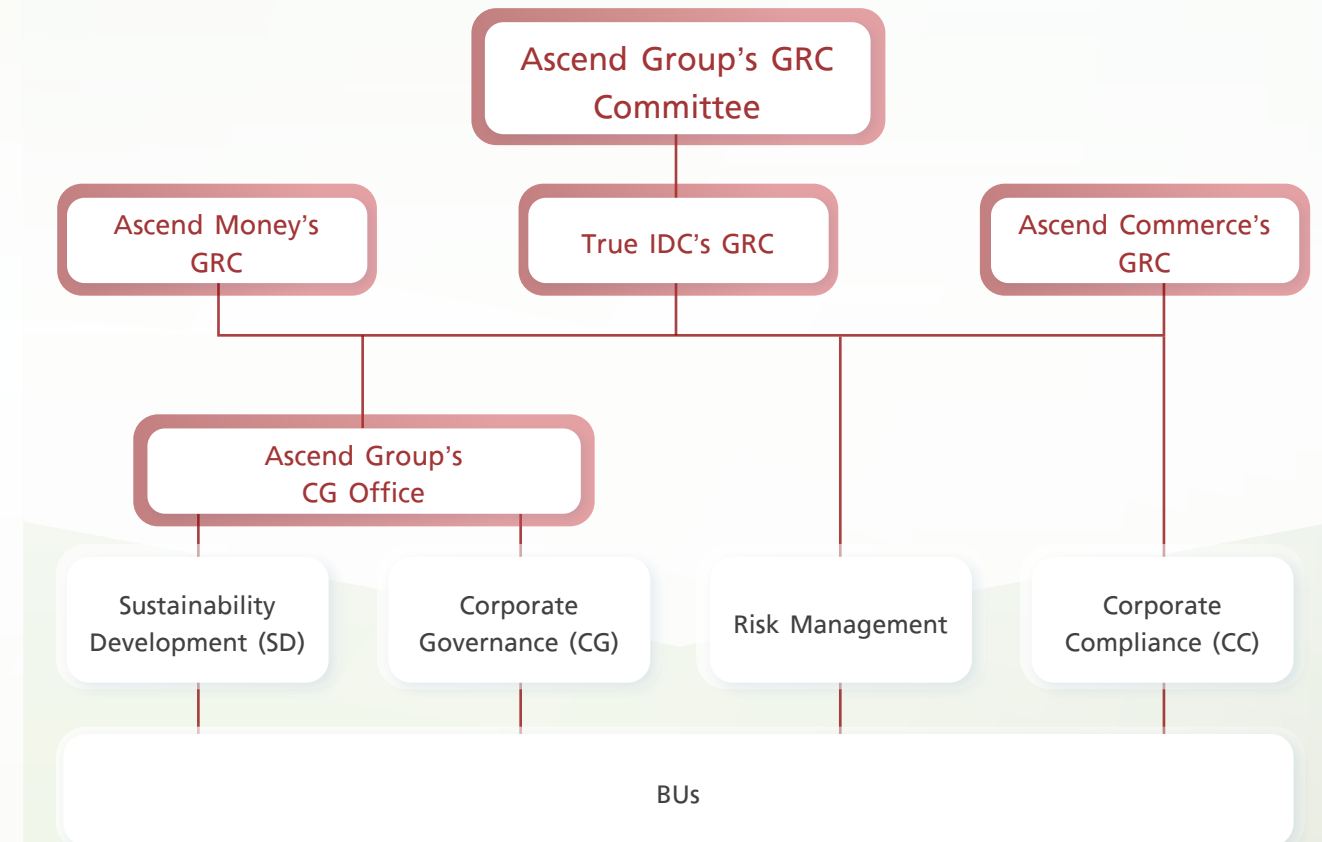 Ascend Group’s GRC
Committee
Ascend Money’s
GRC
True IDC’s GRC
Ascend Commerce’s
GRC
Ascend Group’s
CG Office
Sustainability
Development (SD)
Corporate
Governance (CG)
Risk Management
Corporate
Compliance (CC)
BUs